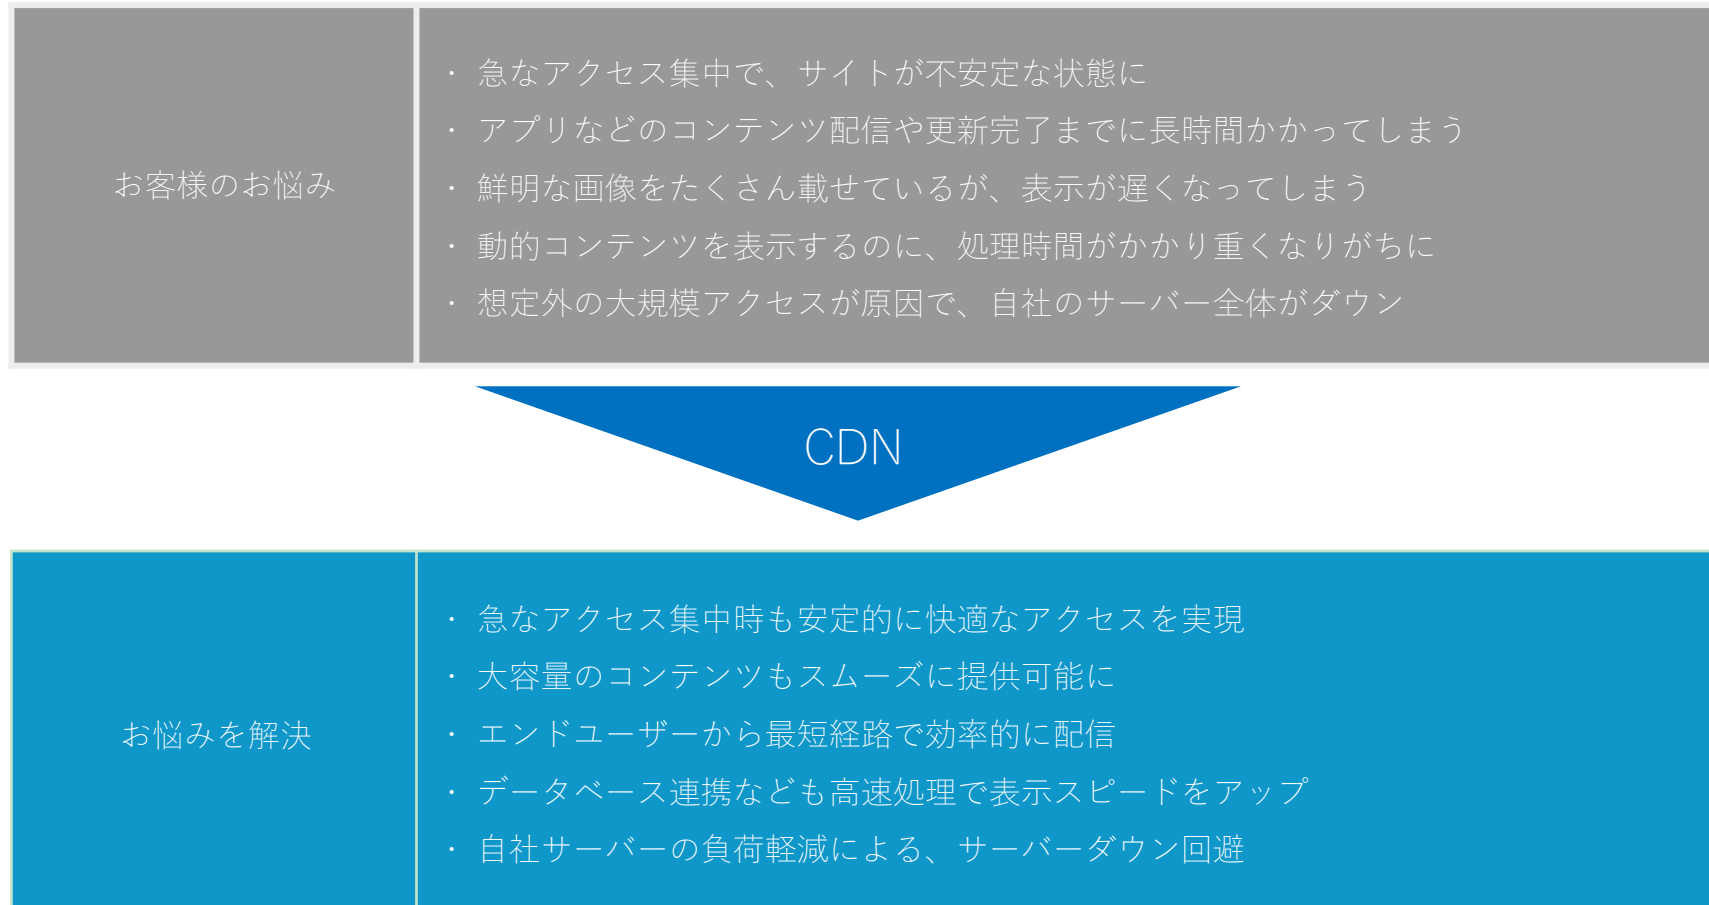 お客様のお悩み
・ 急なアクセス集中で、サイトが不安定な状態に
・ アプリなどのコンテンツ配信や更新完了までに長時間かかってしまう
・ 鮮明な画像をたくさん載せているが、表示が遅くなってしまう
・ 動的コンテンツを表示するのに、処理時間がかかり重くなりがちに
・ 想定外の大規模アクセスが原因で、自社のサーバー全体がダウン
CDN
お悩みを解決
・ 急なアクセス集中時も安定的に快適なアクセスを実現
・ 大容量のコンテンツもスムーズに提供可能に
・ エンドユーザーから最短経路で効率的に配信
・ データベース連携なども高速処理で表示スピードをアップ
・ 自社サーバーの負荷軽減による、サーバーダウン回避